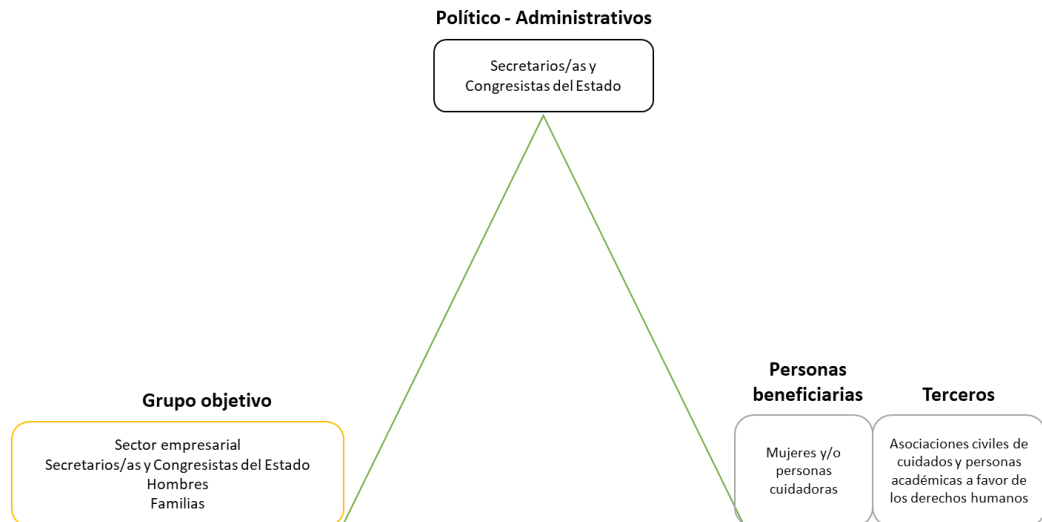 Político - Administrativos
Secretarios/as y
Congresistas del Estado
Grupo objetivo
Sector empresarial
Secretarios/as y Congresistas del Estado
Hombres
Familias
Personas
beneficiarias
Mujeres y/o
personas
cuidadoras
Terceros
Asociaciones civiles de
cuidados y personas
académicas a favor de
los derechos humanos